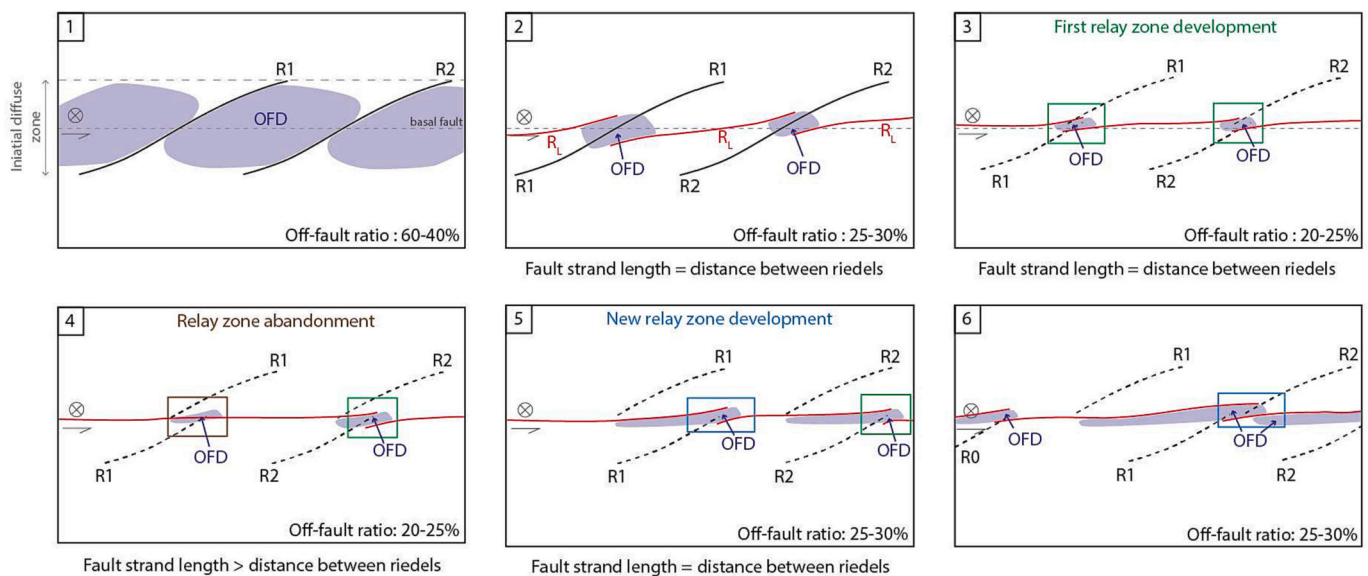 1
R1
R2
Iniatial diffuse
zone
OFD
basal fault
Off-fault ratio : 60-40%
2
R1
R2
R_L
R_L
R_L
OFD
OFD
R1
R2
Off-fault ratio : 25-30%
Fault strand length = distance between riedels
3
First relay zone development
R1
R2
OFD
OFD
R1
R2
Off-fault ratio : 20-25%
Fault strand length = distance between riedels
4
Relay zone abandonment
R1
R2
OFD
OFD
R1
R2
Off-fault ratio: 20-25%
Fault strand length > distance between riedels
5
New relay zone development
R1
R2
OFD
OFD
R1
R2
Off-fault ratio: 25-30%
Fault strand length = distance between riedels
6
R1
R2
OFD
OFD
R0
R1
R2
Off-fault ratio: 25-30%